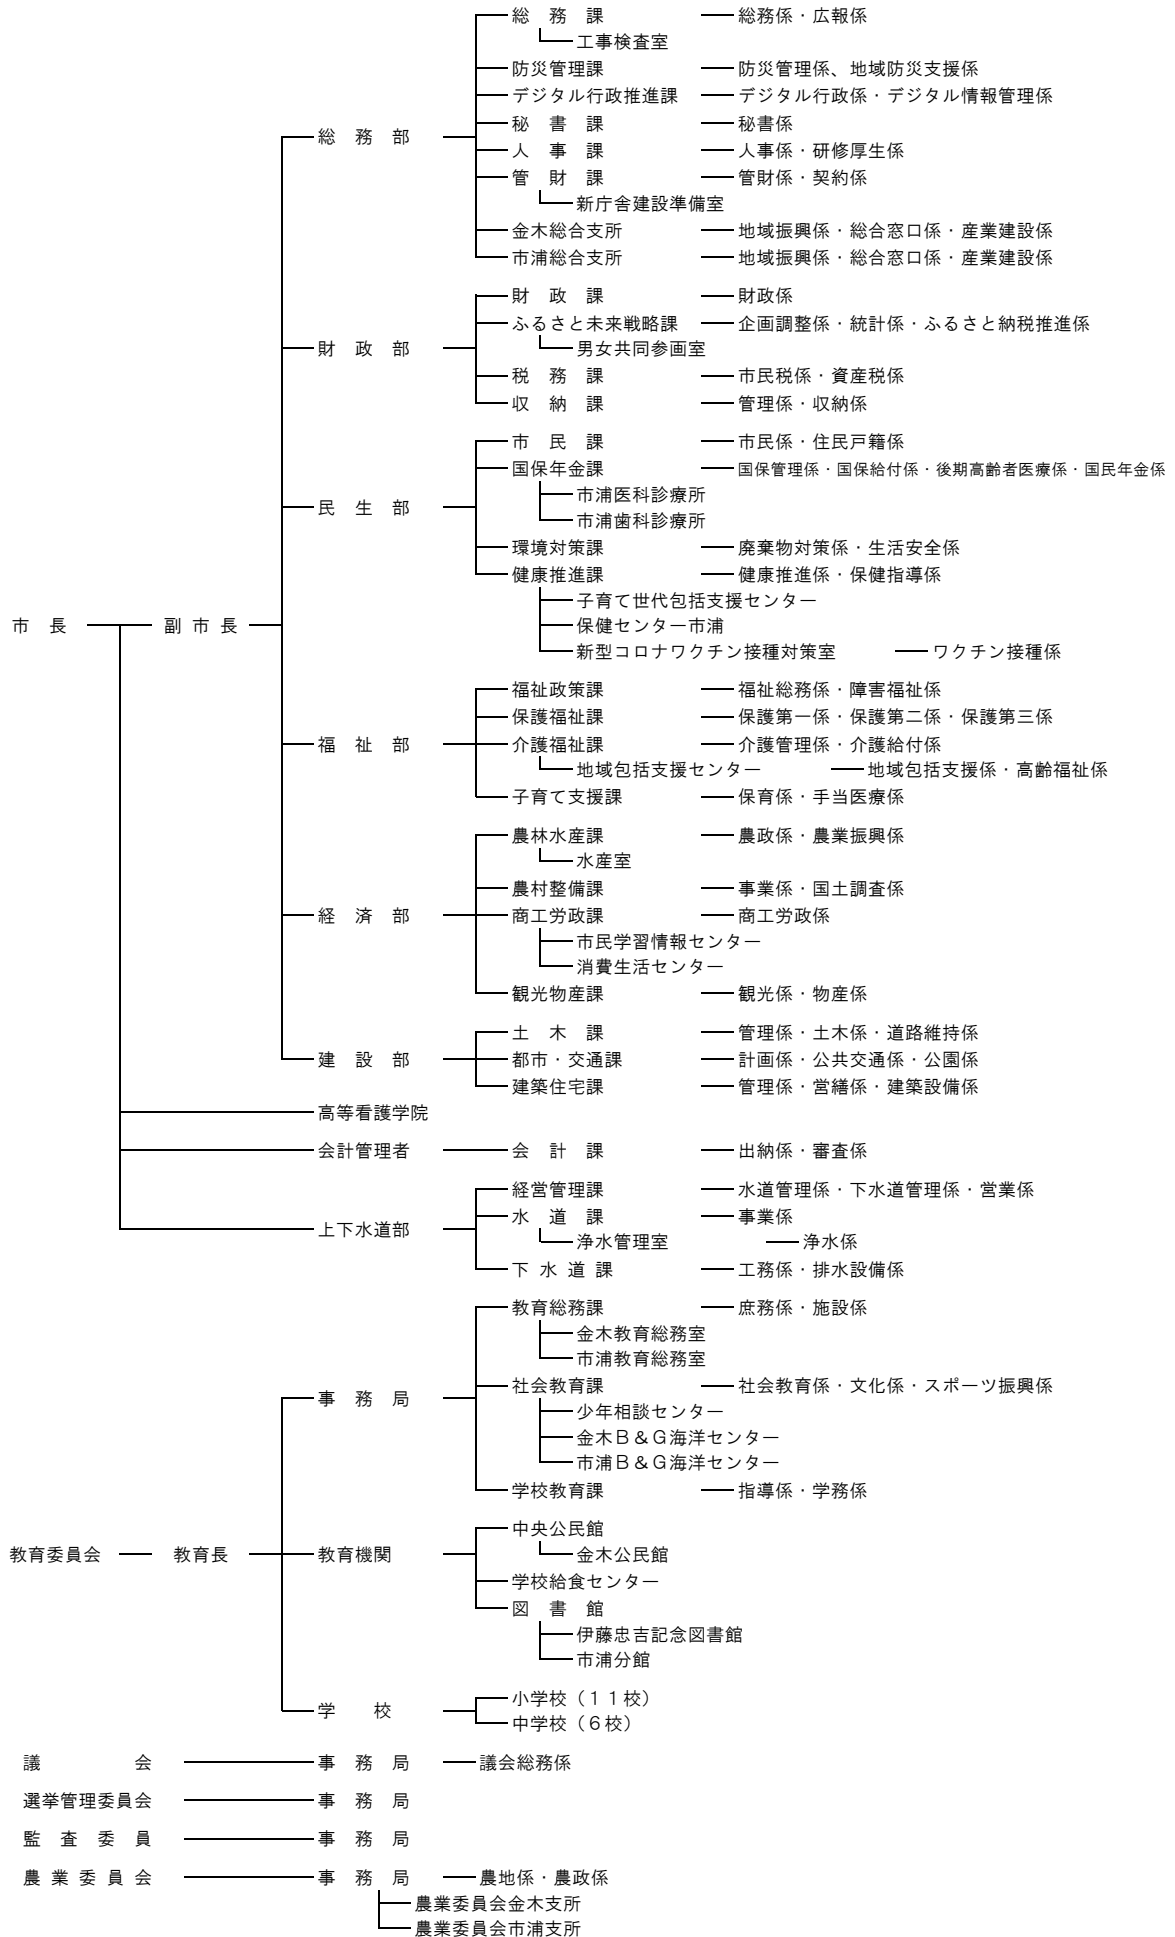 総　務　課　総務係・広報係
工事検査室
防災管理課　防災管理係、地域防災支援係
デジタル行政推進課　デジタル行政係・デジタル情報管理係
秘　書　課　秘書係
総　務　部
人　事　課　人事係・研修厚生係
管　財　課　管財係・契約係
新庁舎建設準備室
金木総合支所　地域振興係・総合窓口係・産業建設係
市浦総合支所　地域振興係・総合窓口係・産業建設係
財　政　課　財政係
ふるさと未来戦略課　企画調整係・統計係・ふるさと納税推進係
財　政　部　男女共同参画室
税　務　課　市民税係・資産税係
収　納　課　管理係・収納係
市　民　課　市民係・住民戸籍係
国保年金課　国保管理係・国保給付係・後期高齢者医療係・国民年金係
市浦医科診療所
民　生　部
市浦歯科診療所
環境対策課　廃棄物対策係・生活安全係
健康推進課　健康推進係・保健指導係
子育て世代包括支援センター
市　長　副 市 長　保健センター市浦
新型コロナワクチン接種対策室　ワクチン接種係
福祉政策課　福祉総務係・障害福祉係
保護福祉課　保護第一係・保護第二係・保護第三係
福　祉　部　介護福祉課　介護管理係・介護給付係
地域包括支援センター　地域包括支援係・高齢福祉係
子育て支援課　保育係・手当医療係
農林水産課　農政係・農業振興係
水産室
農村整備課　事業係・国土調査係
経　済　部　商工労政課　商工労政係
市民学習情報センター
消費生活センター
観光物産課　観光係・物産係
土　木　課　管理係・土木係・道路維持係
建　設　部　都市・交通課　計画係・公共交通係・公園係
建築住宅課　管理係・営繕係・建築設備係
高等看護学院
会計管理者　会　計　課　出納係・審査係
経営管理課　水道管理係・下水道管理係・営業係
水　道　課　事業係
上下水道部
浄水管理室　浄水係
下 水 道 課　工務係・排水設備係
教育総務課　庶務係・施設係
金木教育総務室
市浦教育総務室
社会教育課　社会教育係・文化係・スポーツ振興係
事　務　局
少年相談センター
金木Ｂ＆Ｇ海洋センター
市浦Ｂ＆Ｇ海洋センター
学校教育課　指導係・学務係
中央公民館
教育委員会　教育長　教育機関　金木公民館
学校給食センター
図　書　館
伊藤忠吉記念図書館
市浦分館
小学校（１１校）
学　　校
中学校（６校）
議　　　　　会　事　務　局　議会総務係
選挙管理委員会　事　務　局
監　査　委　員　事　務　局
農 業 委 員 会　事　務　局　農地係・農政係
農業委員会金木支所
農業委員会市浦支所